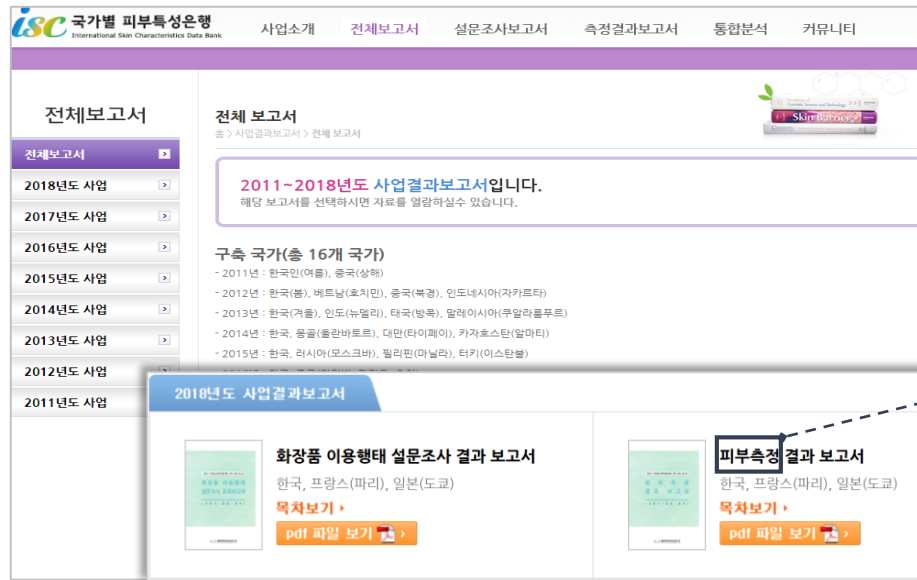 isc 국가별 피부특성은행
International Skin Characteristics Data Bank
사업소개 전체보고서 설문조사보고서 측정결과보고서 통합분석 커뮤니티
전체보고서
전체보고서
2018년도 사업
2017년도 사업
2016년도 사업
2015년도 사업
2014년도 사업
2013년도 사업
2012년도 사업
2011년도 사업
전체 보고서
홈 > 사업결과보고서 > 전체 보고서
Skin Barrier
2011~2018년도 사업결과보고서입니다.
해당 보고서를 선택하시면 자료를 열람하실수 있습니다.
구축 국가(총 16개 국가)
- 2011년 : 한국인(여름), 중국(상해)
- 2012년 : 한국(봄), 베트남(호치민), 중국(북경), 인도네시아(자카르타)
- 2013년 : 한국(겨울), 인도(뉴델리), 태국(방콕), 말레이시아(쿠알라룸푸르)
- 2014년 : 한국, 몽골(울란바토르), 대만(타이페이), 카자흐스탄(알마티)
- 2015년 : 한국, 러시아(모스크바), 필리핀(마닐라), 터키(이스탄불)
2018년도 사업결과보고서
화장품 이용행태 설문조사 결과 보고서
한국, 프랑스(파리), 일본(도쿄)
목차보기
pdf 파일 보기
피부측정 결과 보고서
한국, 프랑스(파리), 일본(도쿄)
목차보기
pdf 파일 보기